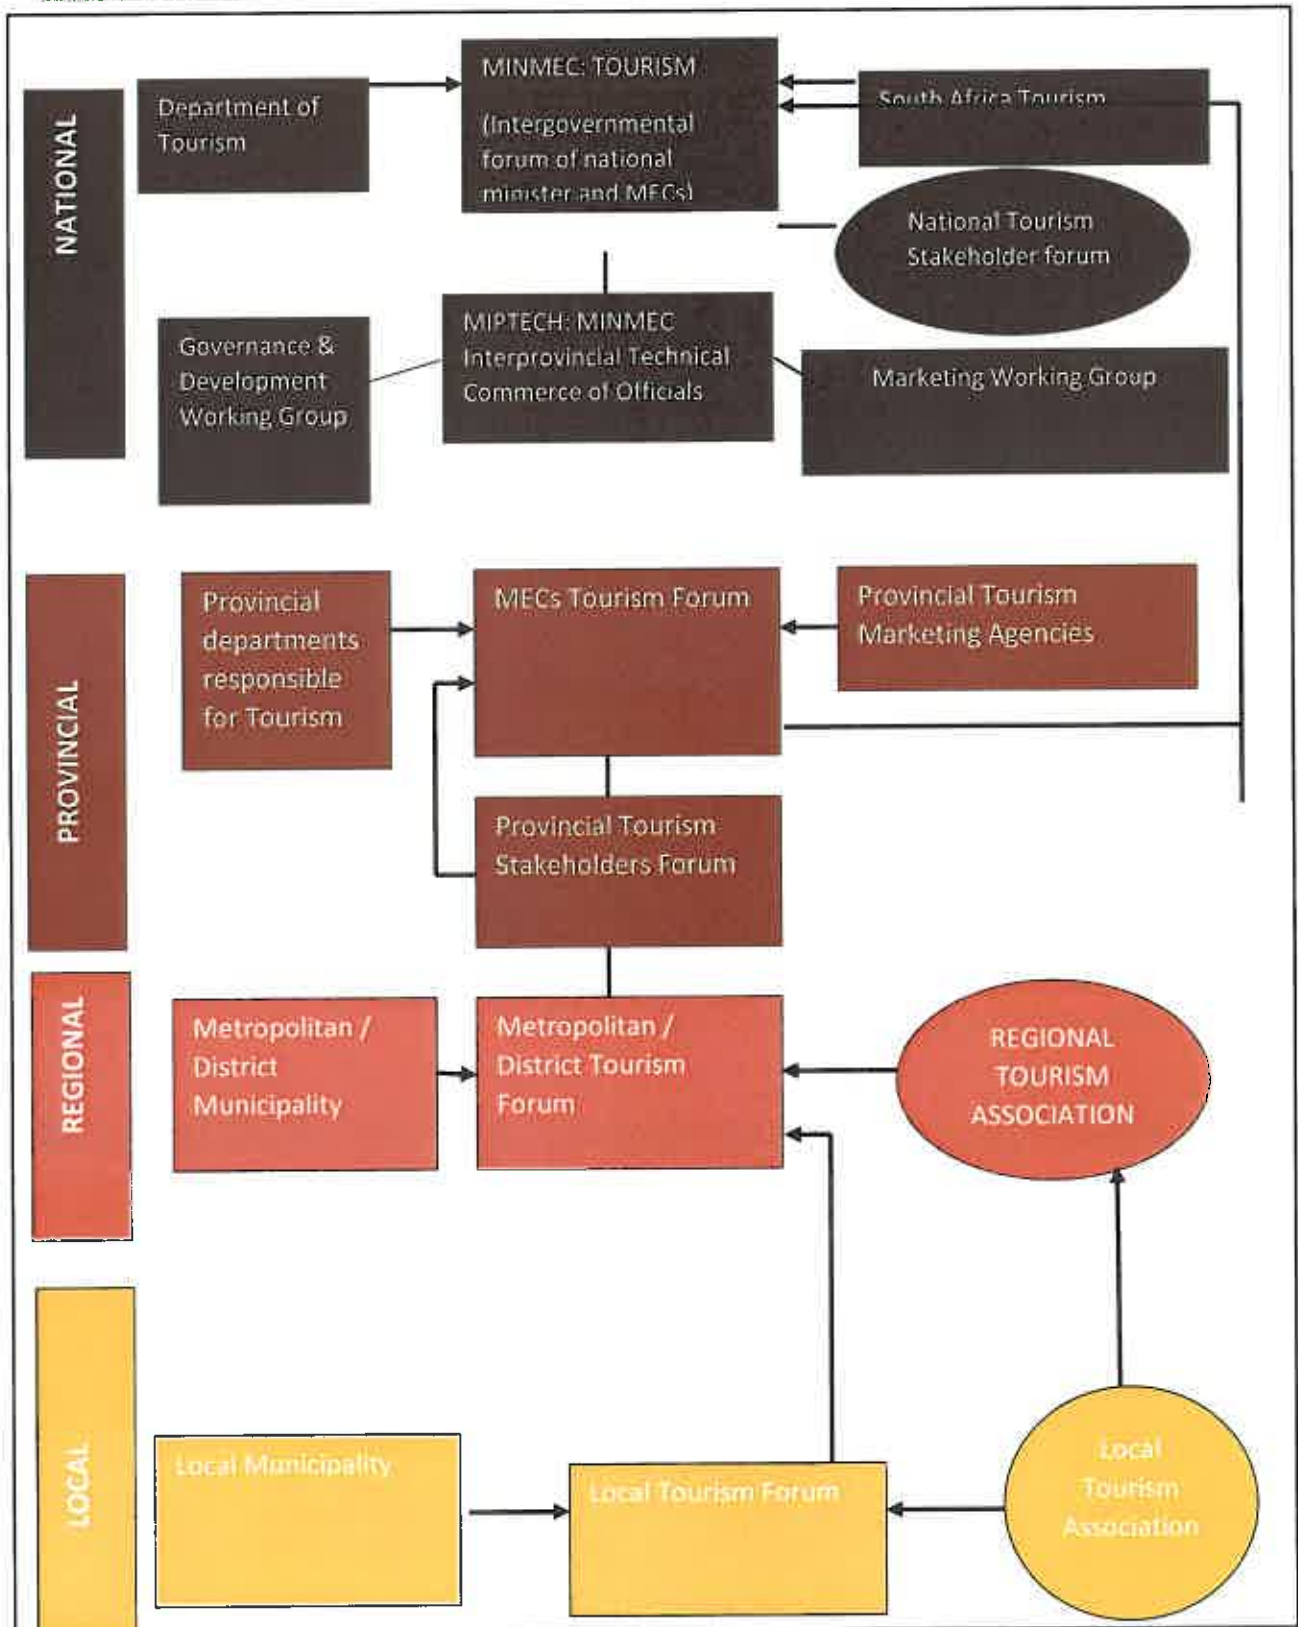 NATIONAL
Department of
Tourism
MINMEC: TOURISM
(Intergovernmental
forum of national
minister and MECs)
South Africa Tourism
National Tourism
Stakeholder forum
Governance &
Development
Working Group
MIPTECH: MINMEC
Interprovincial Technical
Commerce of Officials
Marketing Working Group
PROVINCIAL
Provincial
departments
responsible
for Tourism
MECs Tourism Forum
Provincial Tourism
Marketing Agencies
Provincial Tourism
Stakeholders Forum
REGIONAL
Metropolitan /
District
Municipality
Metropolitan /
District Tourism
Forum
REGIONAL
TOURISM
ASSOCIATION
LOCAL
Local Municipality
Local Tourism Forum
Local
Tourism
Association